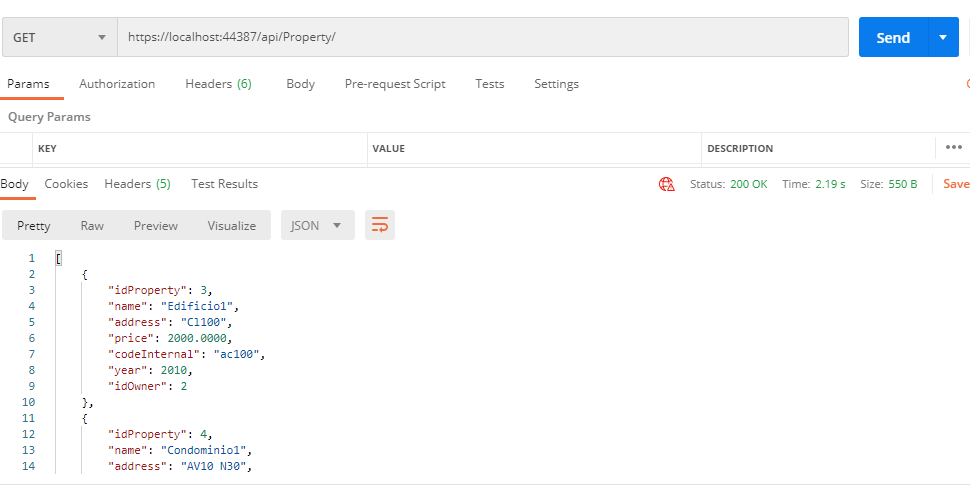 GET https://localhost:44387/api/Property/ Send
Params Authorization Headers (6) Body Pre-request Script Tests Settings
Query Params
KEY VALUE DESCRIPTION •••
Body Cookies Headers (5) Test Results Status: 200 OK Time: 2.19 s Size: 550 B Save
Pretty Raw Preview Visualize JSON
1 [
2 {
3 "idProperty": 3,
4 "name": "Edificio1",
5 "address": "Cl100",
6 "price": 2000.0000,
7 "codeInternal": "ac100",
8 "year": 2010,
9 "idOwner": 2
10 },
11 {
12 "idProperty": 4,
13 "name": "Condominio1",
14 "address": "AV10 N30",